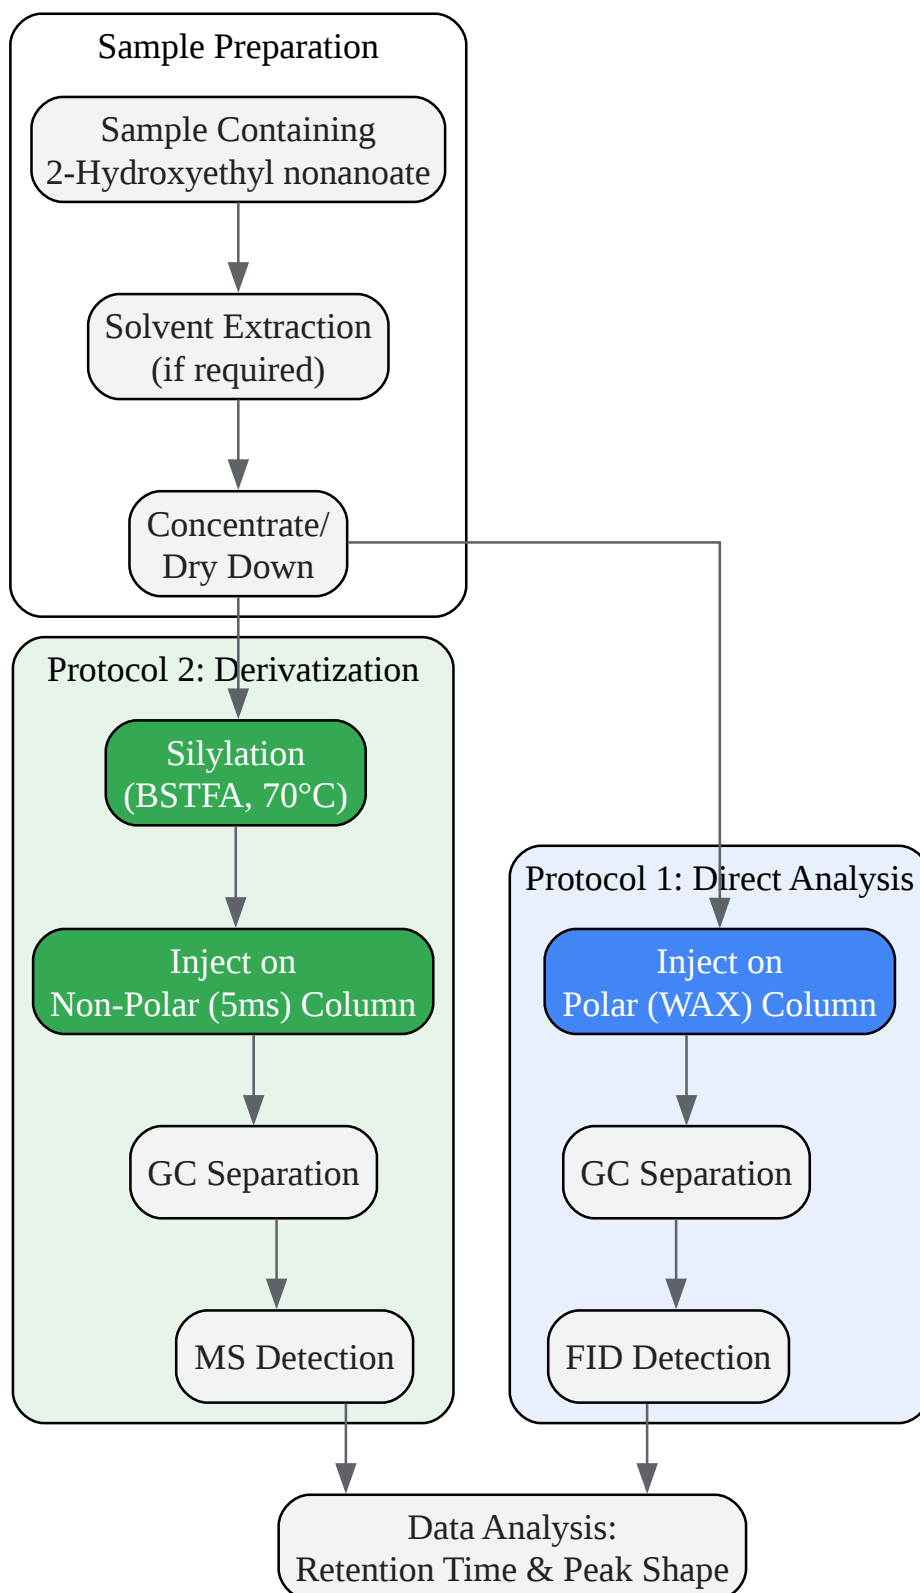 Sample Preparation
Sample Containing
2-Hydroxyethyl nonanoate
Solvent Extraction
(if required)
Concentrate/
Dry Down
Protocol 2: Derivatization
Silylation
(BSTFA, 70°C)
Inject on
Non-Polar (5ms) Column
GC Separation
MS Detection
Protocol 1: Direct Analysis
Inject on
Polar (WAX) Column
GC Separation
FID Detection
Data Analysis:
Retention Time & Peak Shape